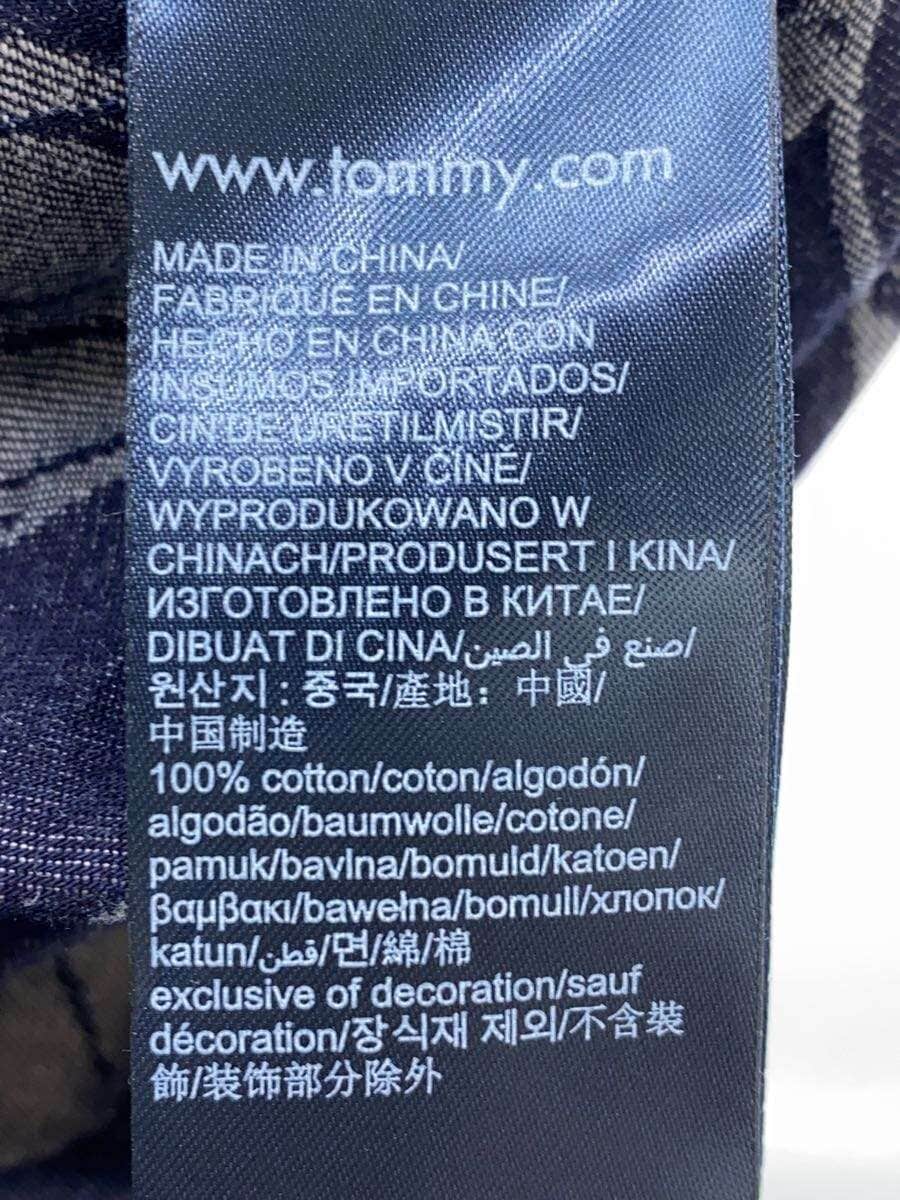 www.tommy.com
MADE IN CHINA/
FABRIQUE EN CHINE/
HECHO EN CHINA CON
INSUMOS IMPORTADOS/
CIN'DE URETILMISTIR/
VYROBENO V ČÍNĚ/
WYPRODUKOWANO W
CHINACH/PRODUSERT I KINA/
ИЗГОТОВЛЕНО В КИТАЕ/
DIBUAT DI CINA/صنع في الصين/
원산지 : 중국/產地：中國/
中国制造
100% cotton/coton/algodón/
algodão/baumwolle/cotone/
pamuk/bavlna/bomuld/katoen/
βαμβακι/bawełna/bomull/хлопок/
katun/قطن/면/綿/棉
exclusive of decoration/sauf
décoration/장식재 제외/不含裝
飾/装饰部分除外